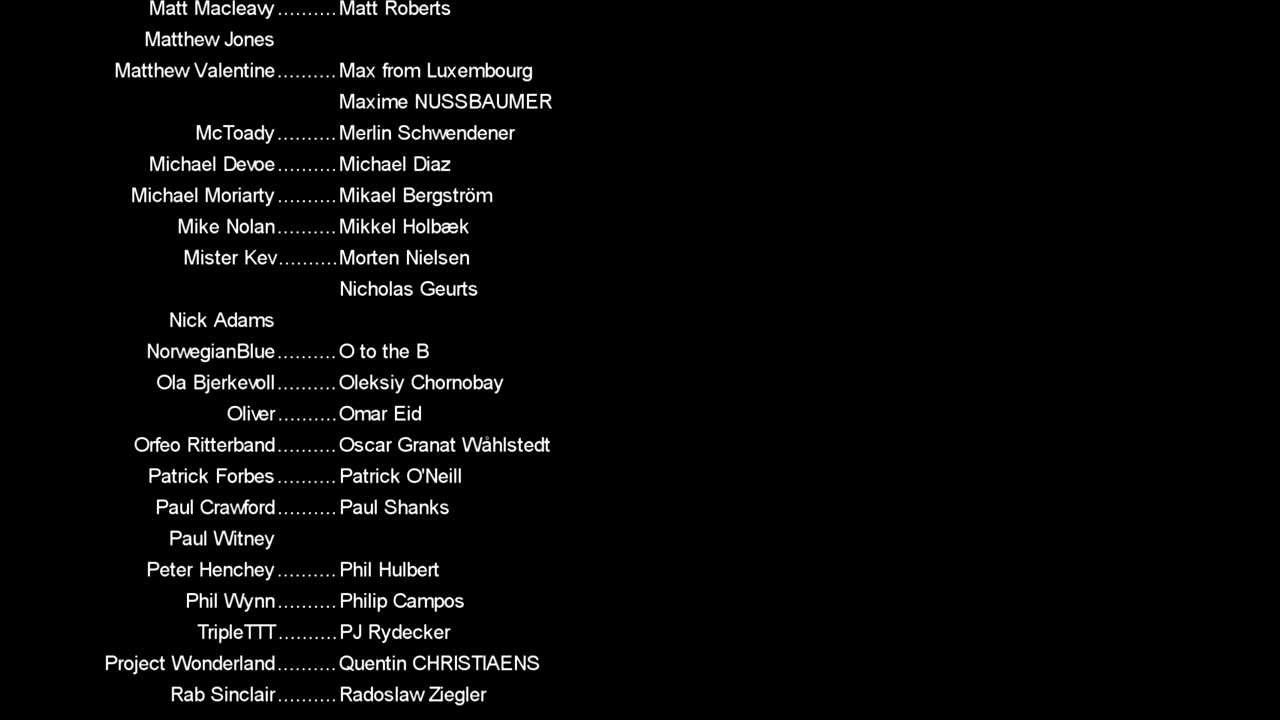 Matt Macleavy..........Matt Roberts
Matthew Jones
Matthew Valentine..........Max from Luxembourg
Maxime NUSSBAUMER
McToady..........Merlin Schwendener
Michael Devoe..........Michael Diaz
Michael Moriarty..........Mikael Bergström
Mike Nolan..........Mikkel Holbæk
Mister Kev..........Morten Nielsen
Nicholas Geurts
Nick Adams
NorwegianBlue..........O to the B
Ola Bjerkevoll..........Oleksiy Chornobay
Oliver..........Omar Eid
Orfeo Ritterband..........Oscar Granat Wåhlstedt
Patrick Forbes..........Patrick O'Neill
Paul Crawford..........Paul Shanks
Paul Witney
Peter Henchey..........Phil Hulbert
Phil Wynn..........Philip Campos
TripleTTT..........PJ Rydecker
Project Wonderland..........Quentin CHRISTIAENS
Rab Sinclair..........Radoslaw Ziegler